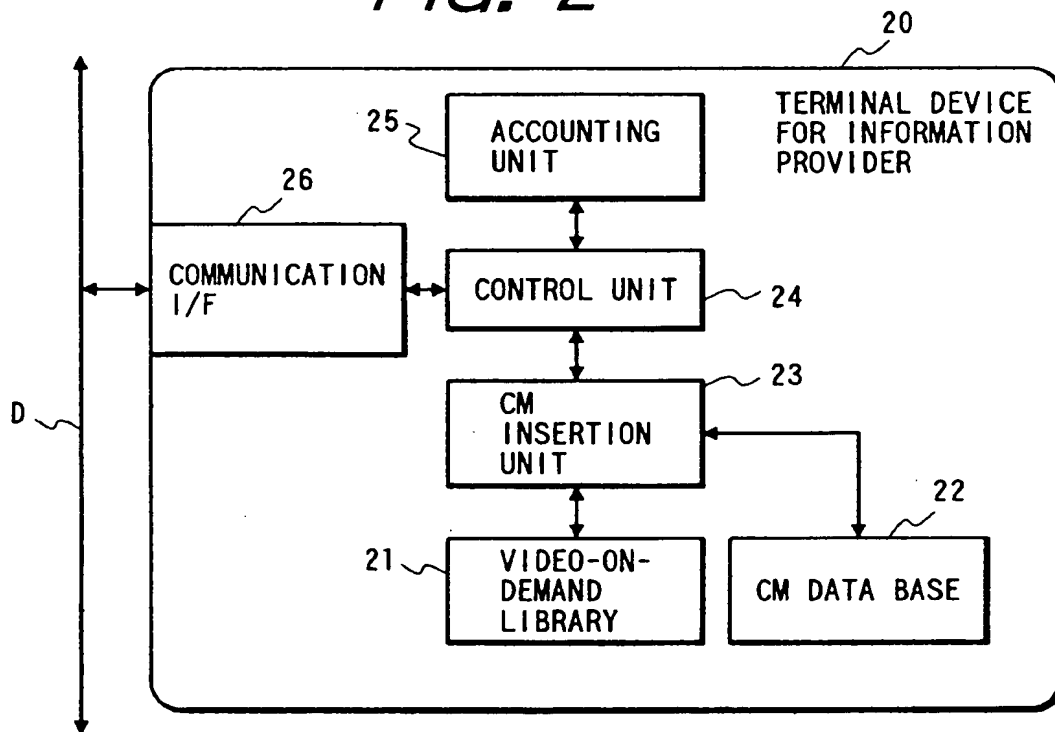 FIG. 2
20
TERMINAL DEVICE
FOR INFORMATION
PROVIDER
25
ACCOUNTING
UNIT
26
COMMUNICATION
I/F
CONTROL UNIT
24
23
CM
INSERTION
UNIT
D
22
21
VIDEO-ON-
DEMAND
LIBRARY
CM DATA BASE